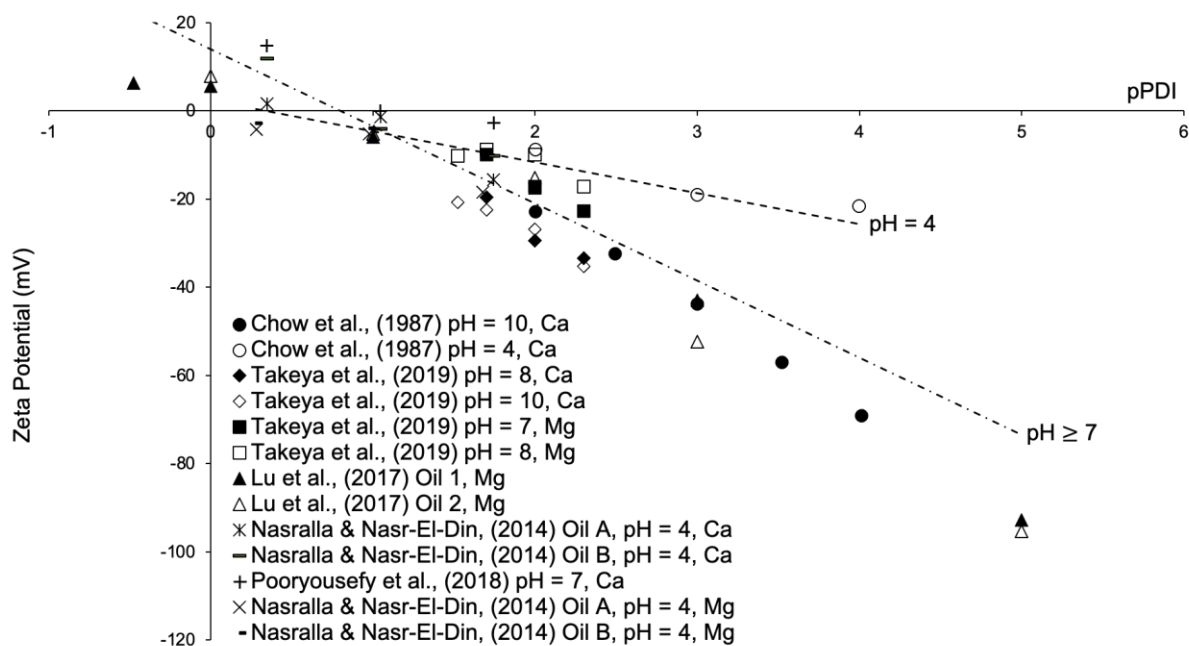 20
pPDI
0
-1
0
1
2
3
4
5
6
-20
pH = 4
-40
Zeta Potential (mV)
Chow et al., (1987) pH = 10, Ca
Chow et al., (1987) pH = 4, Ca
-60
Takeya et al., (2019) pH = 8, Ca
Takeya et al., (2019) pH = 10, Ca
Takeya et al., (2019) pH = 7, Mg
pH ≥ 7
-80
Takeya et al., (2019) pH = 8, Mg
Lu et al., (2017) Oil 1, Mg
Lu et al., (2017) Oil 2, Mg
Nasralla & Nasr-El-Din, (2014) Oil A, pH = 4, Ca
-100
Nasralla & Nasr-El-Din, (2014) Oil B, pH = 4, Ca
Pooryousefy et al., (2018) pH = 7, Ca
Nasralla & Nasr-El-Din, (2014) Oil A, pH = 4, Mg
Nasralla & Nasr-El-Din, (2014) Oil B, pH = 4, Mg
-120